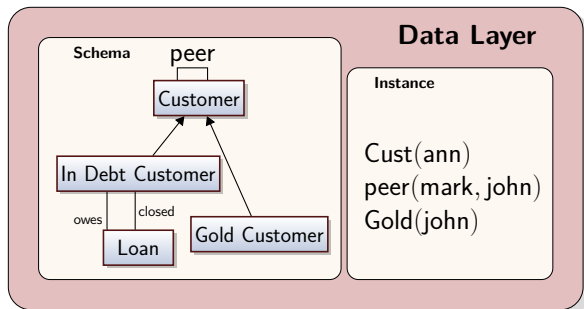 Data Layer
Schema
peer
Customer
In Debt Customer
owes
closed
Loan
Gold Customer
Instance
Cust(ann)
peer(mark, john)
Gold(john)